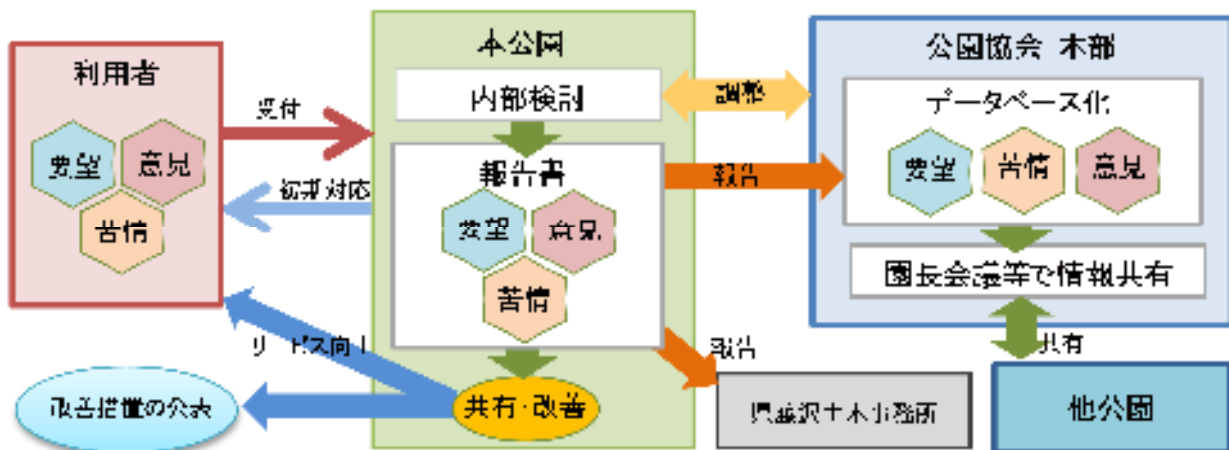 利用者
要望
意見
苦情
受付
初期対応
サービス向上
改善措置の公表
本公園
内部検討
報告書
要望
意見
苦情
共有・改善
調整
報告
報告
公園協会 本部
データベース化
要望
苦情
意見
園長会議等で情報共有
共有
県藤沢土木事務所
他公園